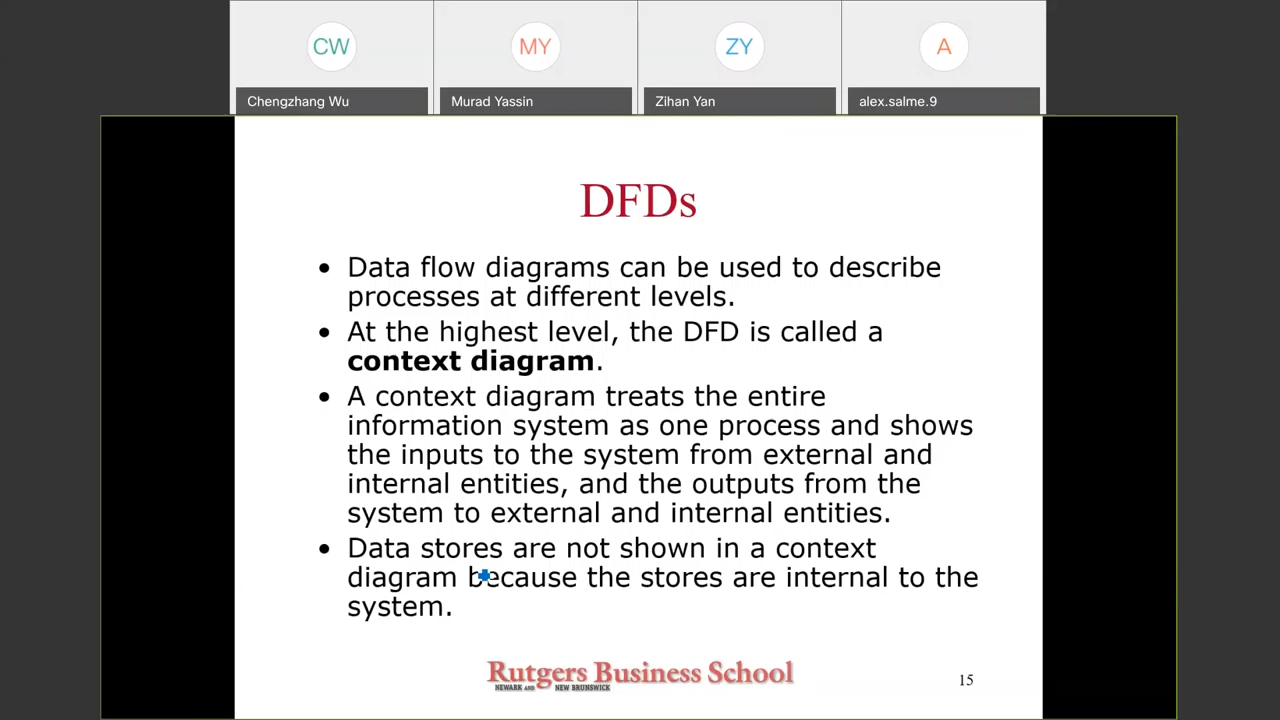 CW MY ZY A
Chengzhang Wu Murad Yassin Zihan Yan alex.salme.9
DFDs
• Data flow diagrams can be used to describe
processes at different levels.
• At the highest level, the DFD is called a
context diagram.
• A context diagram treats the entire
information system as one process and shows
the inputs to the system from external and
internal entities, and the outputs from the
system to external and internal entities.
• Data stores are not shown in a context
diagram because the stores are internal to the
system.
Rutgers Business School
NEWARK AND NEW BRUNSWICK
15